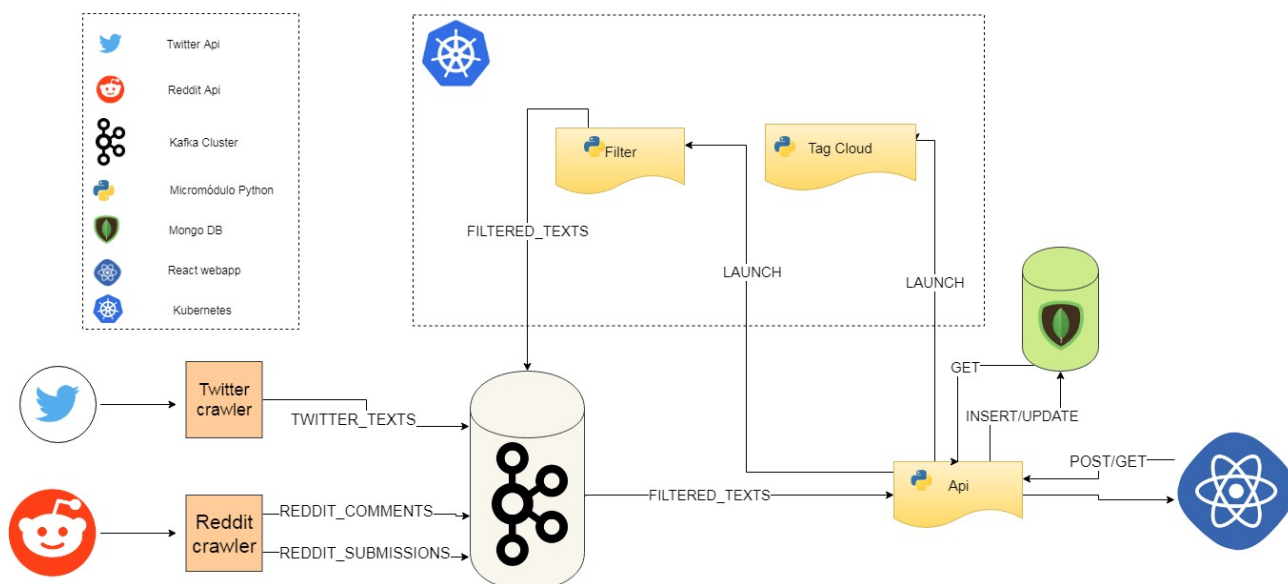 Twitter Api
Reddit Api
Kafka Cluster
Micromódulo Python
Mongo DB
React webapp
Kubernetes
Filter
Tag Cloud
FILTERED_TEXTS
LAUNCH
LAUNCH
GET
INSERT/UPDATE
Twitter
crawler
TWITTER_TEXTS
POST/GET
Api
FILTERED_TEXTS
Reddit
crawler
REDDIT_COMMENTS
REDDIT_SUBMISSIONS